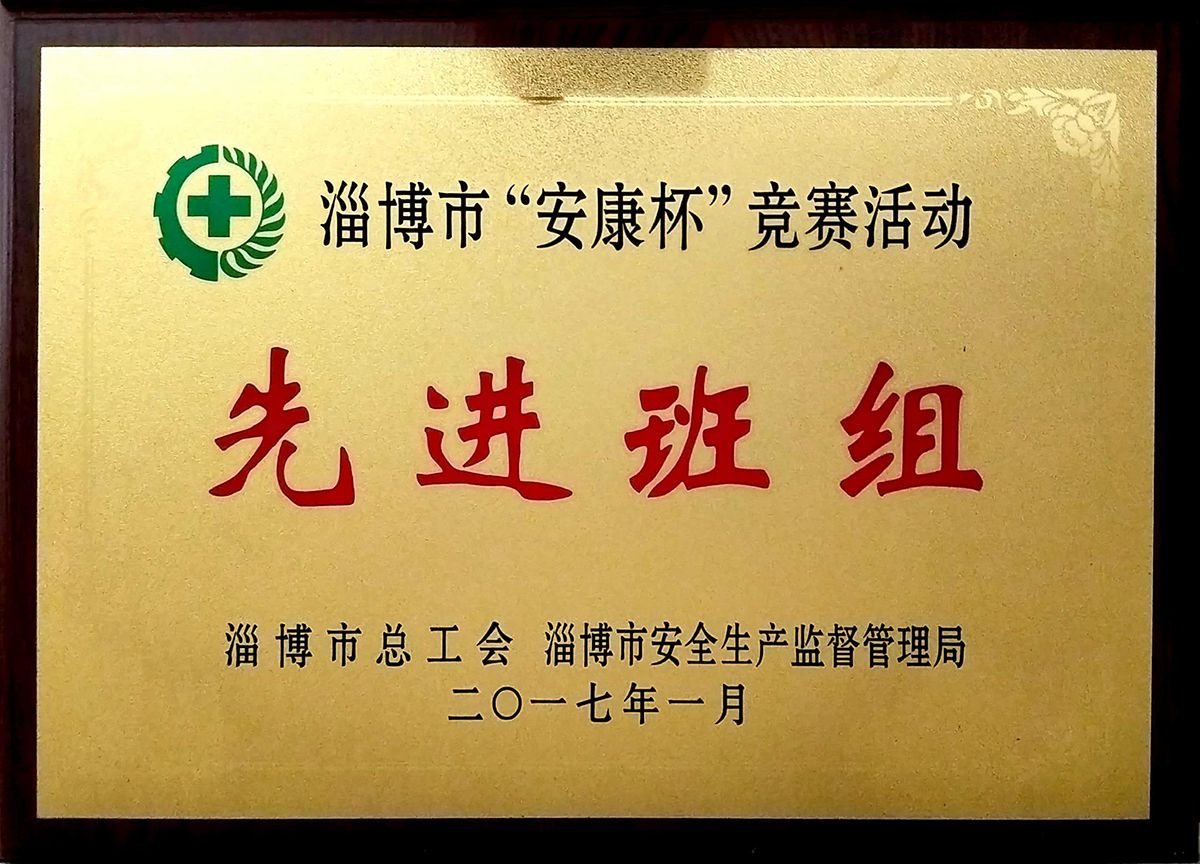 淄博市“安康杯”竞赛活动
先进班组
淄博市总工会 淄博市安全生产监督管理局
二〇一七年一月